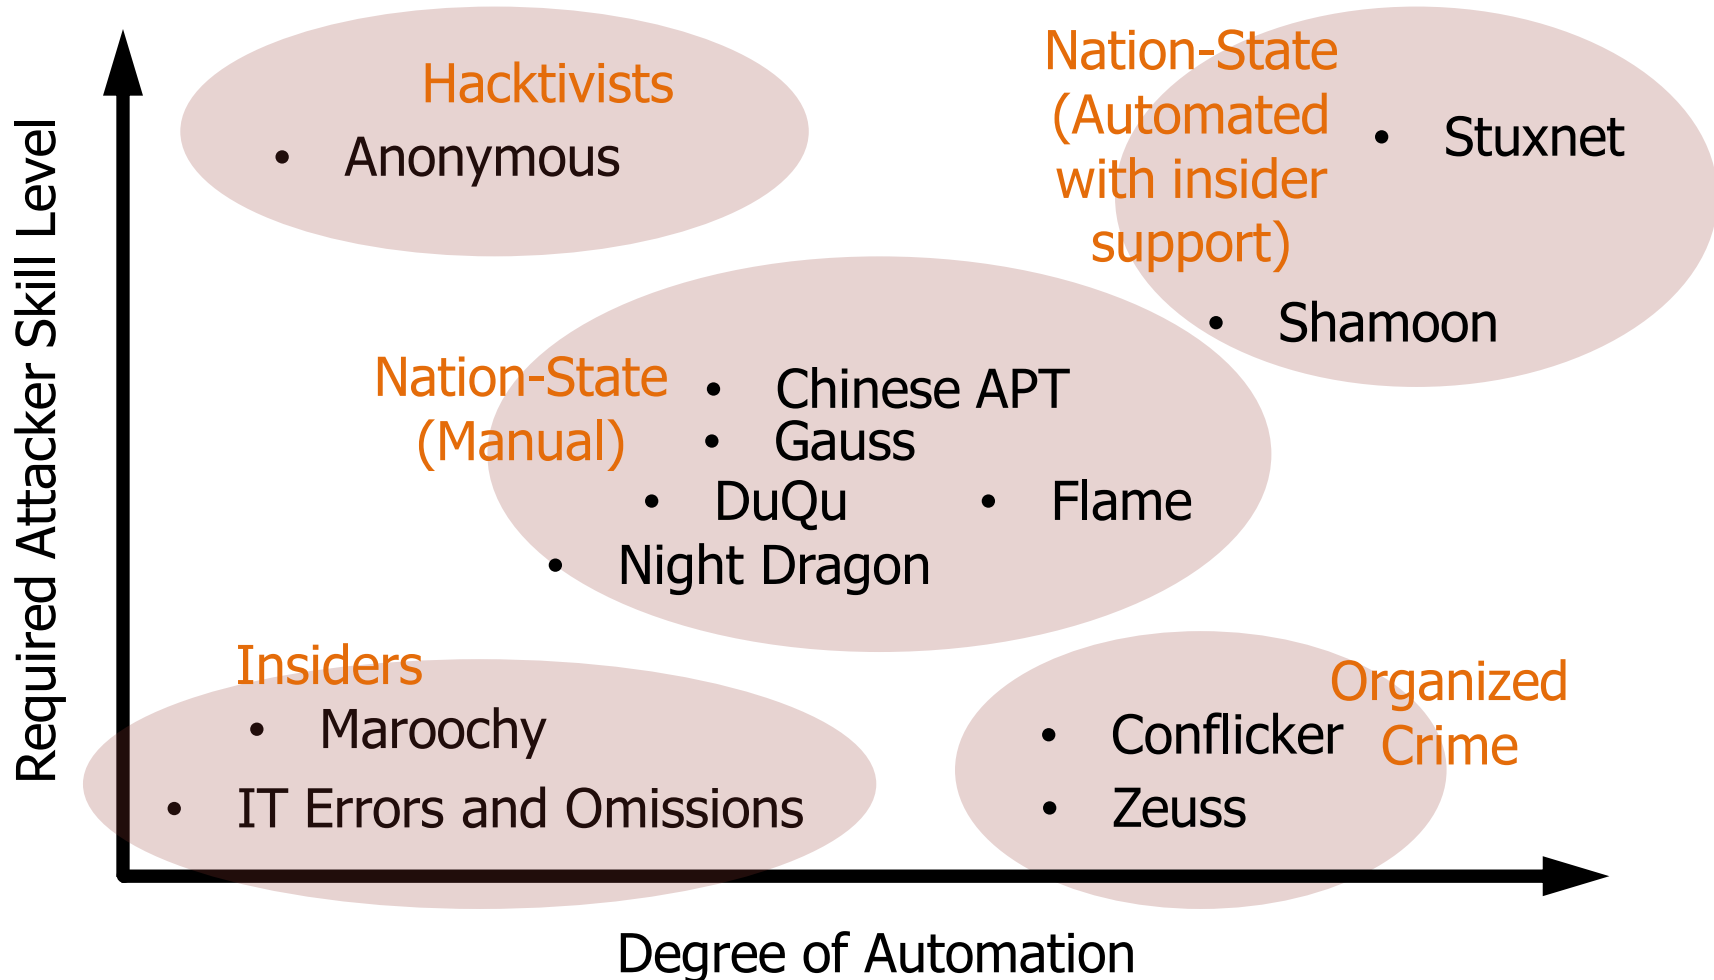 Required Attacker Skill Level
Hacktivists
• Anonymous
Nation-State
(Automated
with insider
support)
• Stuxnet
• Shamoon
Nation-State
(Manual)
• Chinese APT
• Gauss
• DuQu
• Flame
• Night Dragon
Insiders
• Maroochy
• IT Errors and Omissions
Organized
Crime
• Conflicker
• Zeuss
Degree of Automation